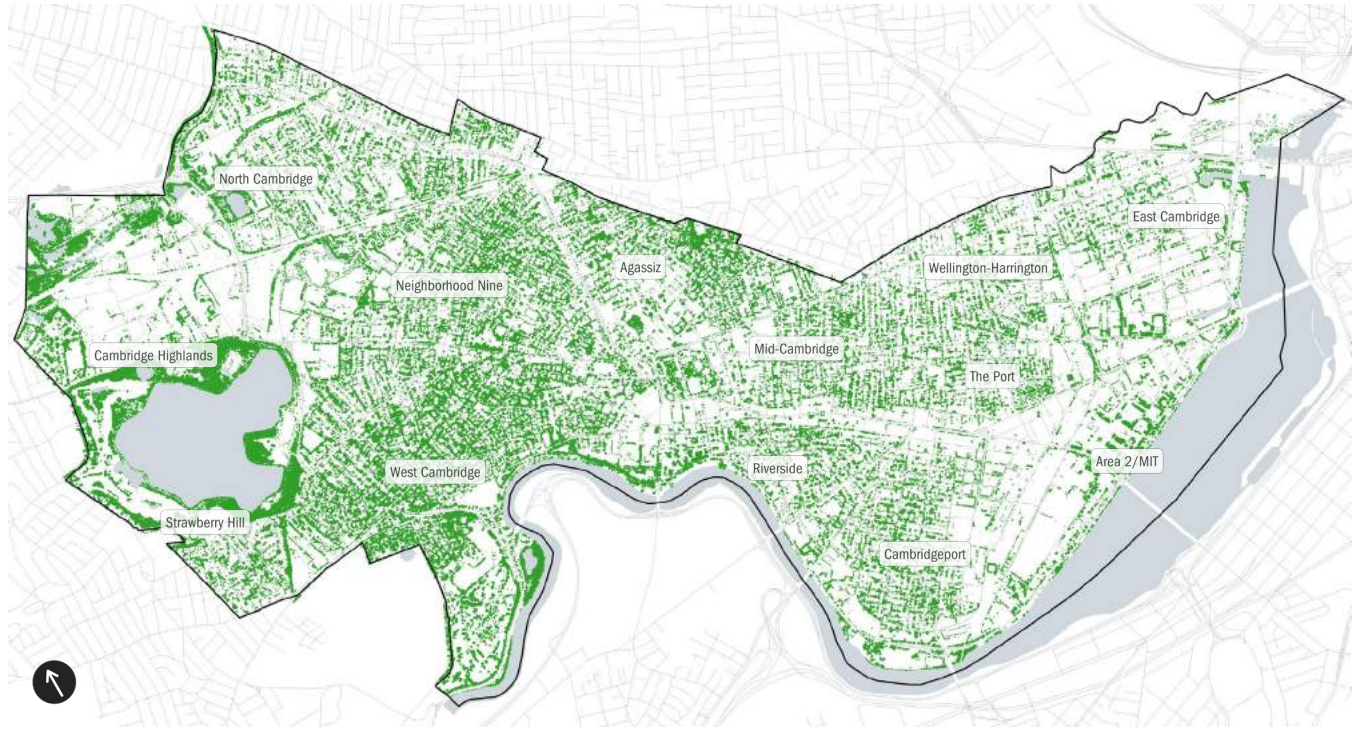 North Cambridge
East Cambridge
Agassiz
Wellington-Harrington
Neighborhood Nine
Mid-Cambridge
Cambridge Highlands
The Port
Area 2/MIT
West Cambridge
Riverside
Strawberry Hill
Cambridgeport